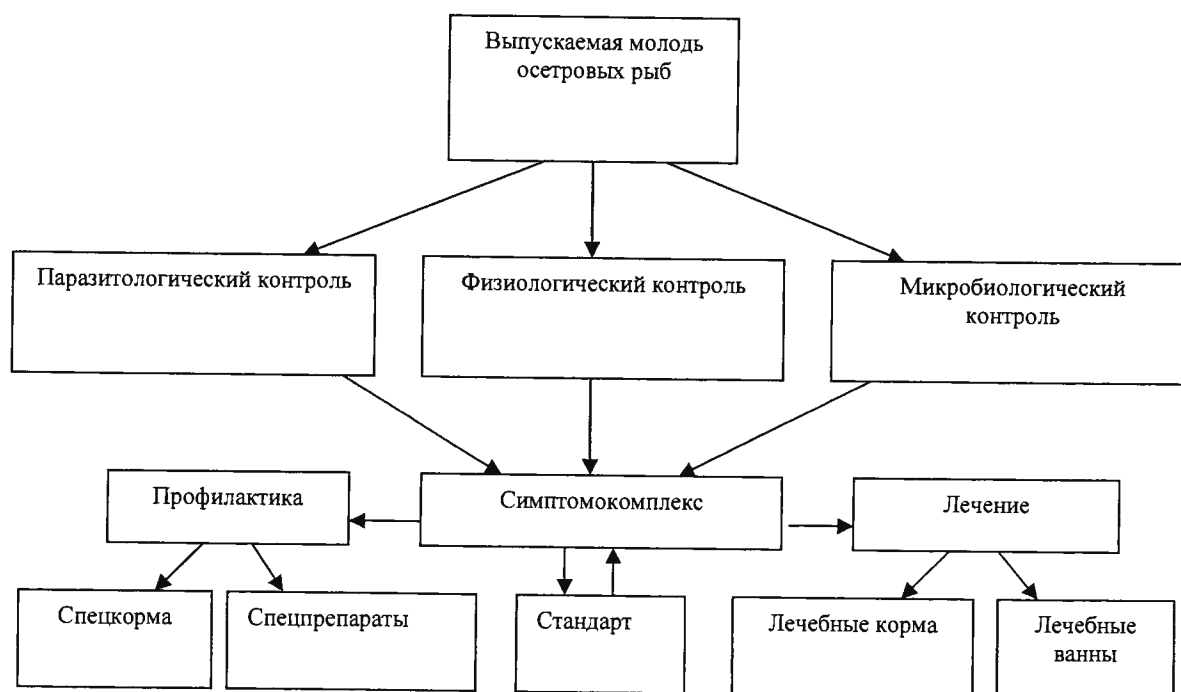 Выпускаемая молодь
осетровых рыб
Паразитологический контроль
Физиологический контроль
Микробиологический
контроль
Профилактика
Симптомокомплекс
Лечение
Спецкорма
Спецпрепараты
Стандарт
Лечебные корма
Лечебные
ванны